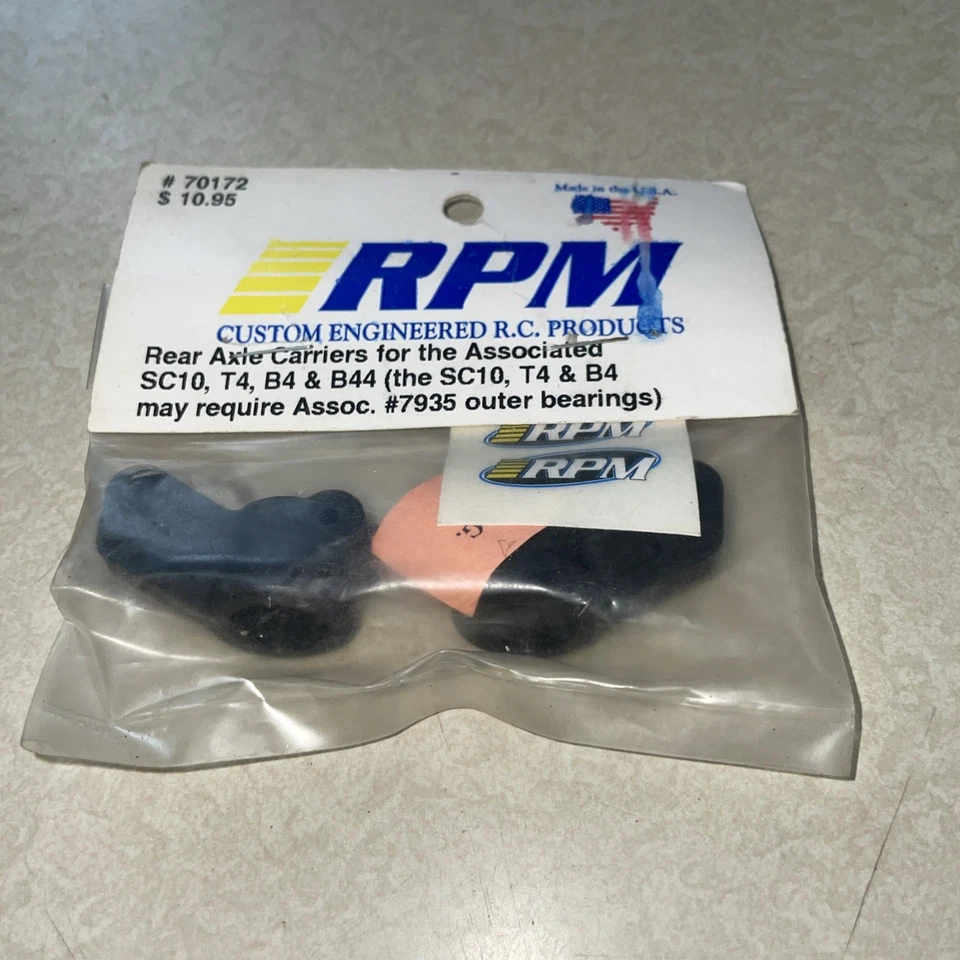 # 70172
$ 10.95
Made in the U.S.A.
RPM
CUSTOM ENGINEERED R.C. PRODUCTS
Rear Axle Carriers for the Associated
SC10, T4, B4 & B44 (the SC10, T4 & B4
may require Assoc. #7935 outer bearings)
RPM
RPM